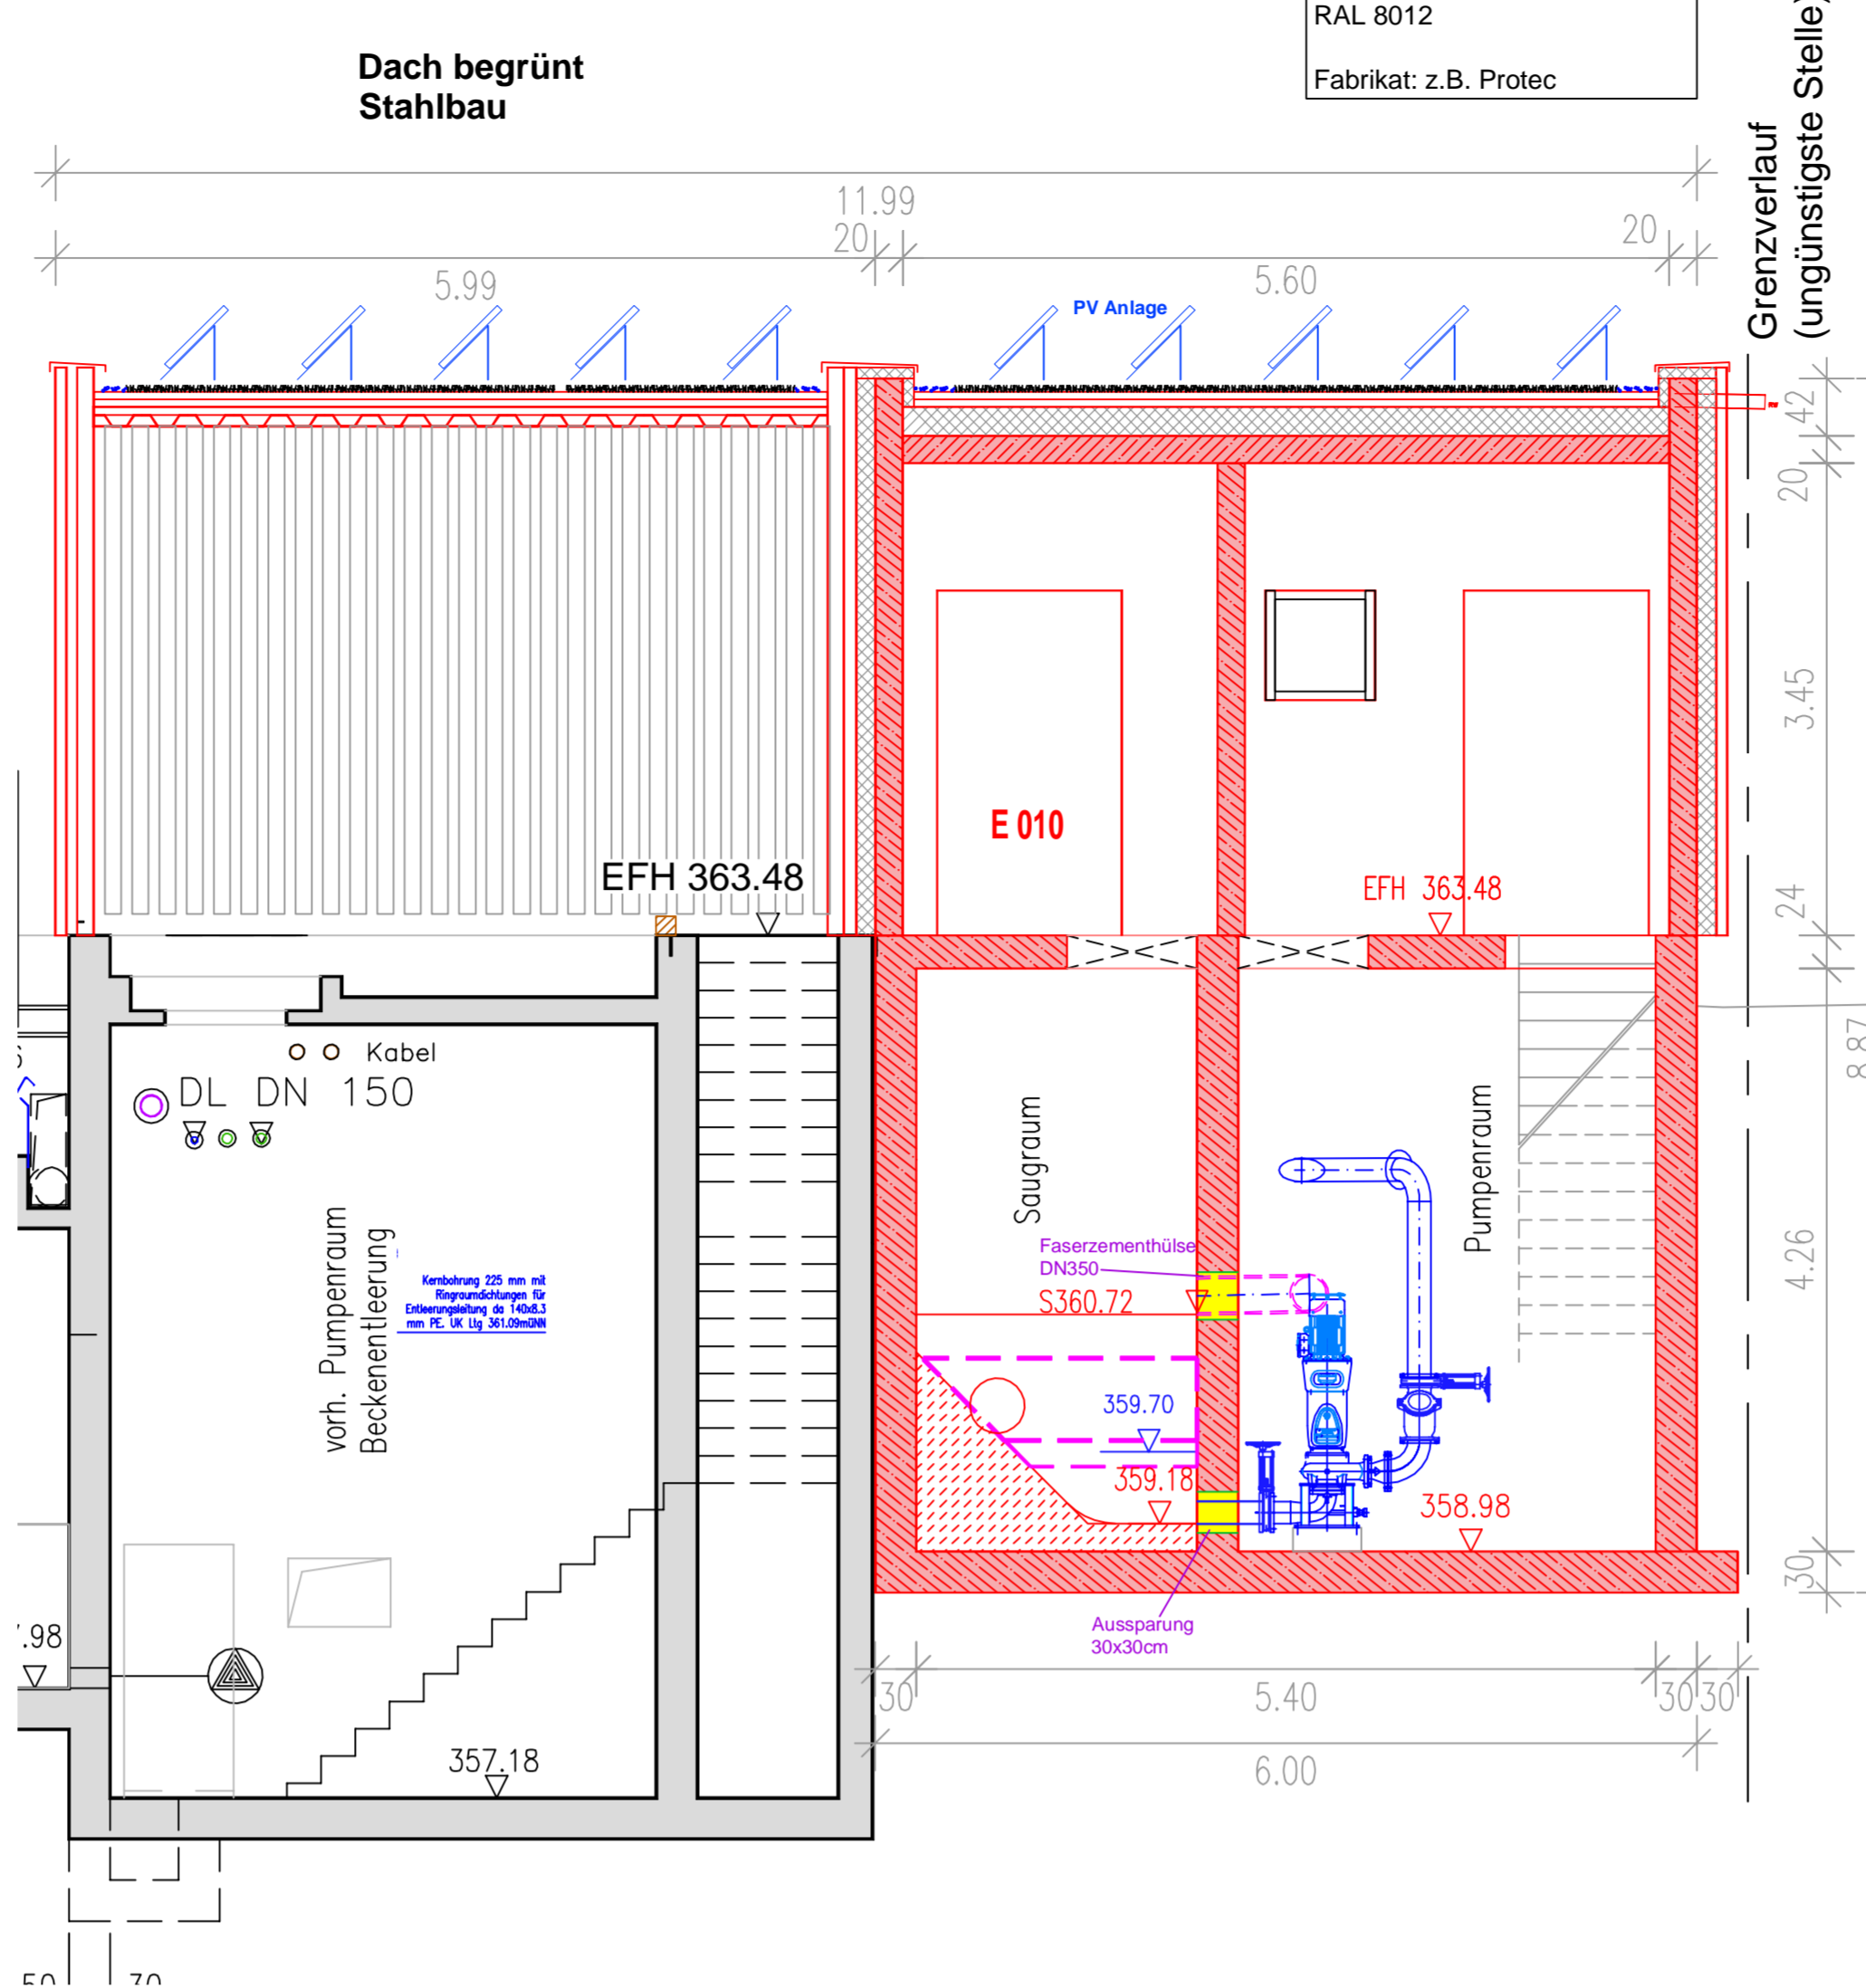 RAL 8012
Fabrikat: z.B. Protec
Dach begrünt
Stahlbau
Grenzverlauf
(ungünstigste Stelle)
11.99
20
20
5.99
5.60
PV Anlage
42
20
3.45
24
8.87
4.26
30
E 010
EFH 363.48
EFH 363.48
Kabel
DL DN 150
vorh. Pumpenraum
Beckenentleerung
Kernbohrung 225 mm mit
Ringraumdichtungen für
Entleerungsleitung da 140x8.3
mm PE. UK Ltg 361.09müNN
Saugraum
Pumpenraum
Faserzementhülse
DN350
S360.72
359.70
359.18
358.98
Aussparung
30x30cm
.98
357.18
30
5.40
30
30
6.00
50
70